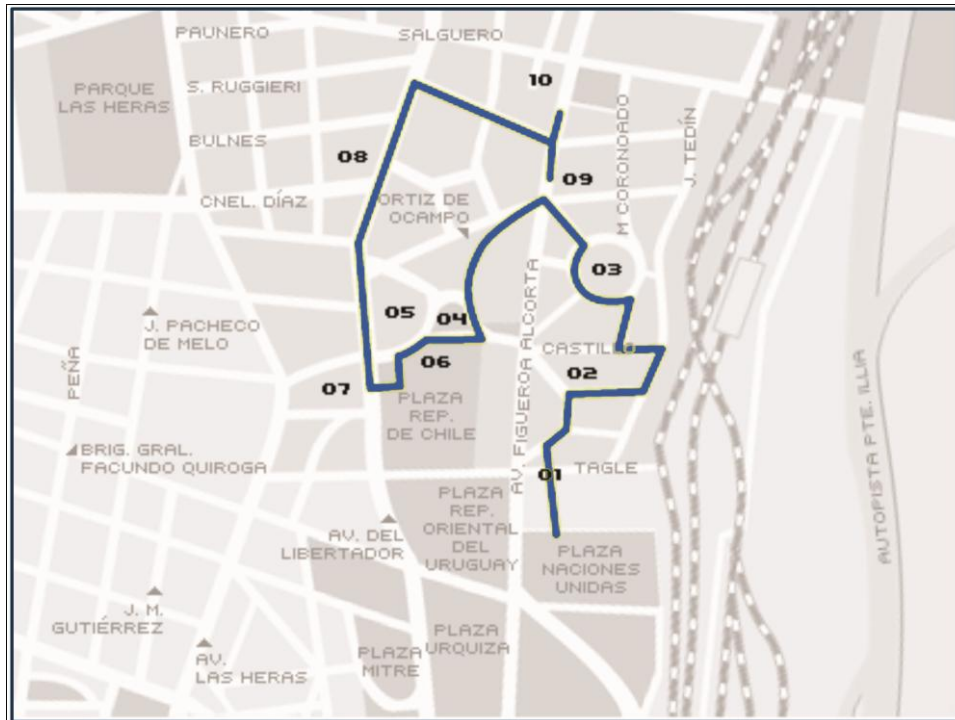 PAUNERO
SALGUERO
PARQUE
LAS HERAS
S. RUGGIERI
10
BULNES
08
M CORONOADO
J. TEDÍN
09
CNEL. DÍAZ
ORTIZ DE
OCAMPO
03
05
04
AV. FIGUEROA ALCORTA
J. PACHECO
DE MELO
CASTILLO
06
02
07
PEÑA
PLAZA
REP.
DE CHILE
AUTOPISTA PTE. ILLIA
BRIG. GRAL.
FACUNDO QUIROGA
01
TAGLE
PLAZA
REP.
ORIENTAL
DEL
URUGUAY
AV. DEL
LIBERTADOR
PLAZA
NACIONES
UNIDAS
J. M.
GUTIÉRREZ
AV.
LAS HERAS
PLAZA
MITRE
PLAZA
URQUIZA